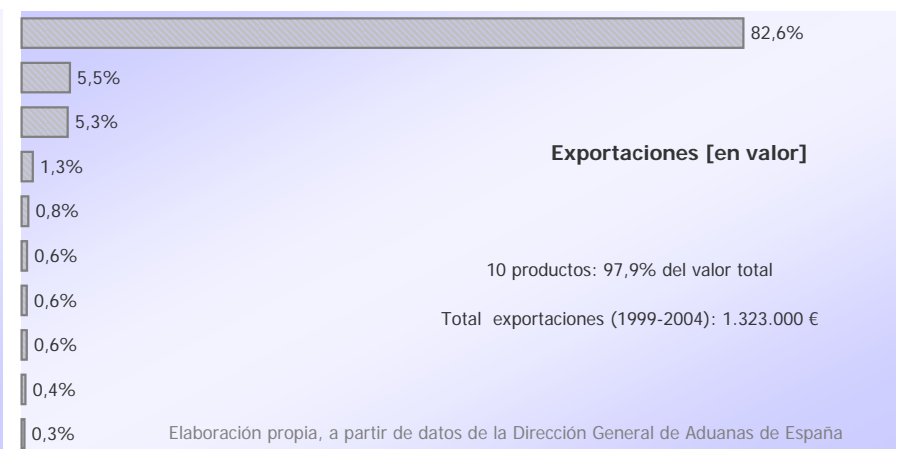 82,6%
5,5%
5,3%
1,3%
Exportaciones [en valor]
0,8%
0,6%
10 productos: 97,9% del valor total
0,6%
Total exportaciones (1999-2004): 1.323.000 €
0,6%
0,4%
0,3%
Elaboración propia, a partir de datos de la Dirección General de Aduanas de España